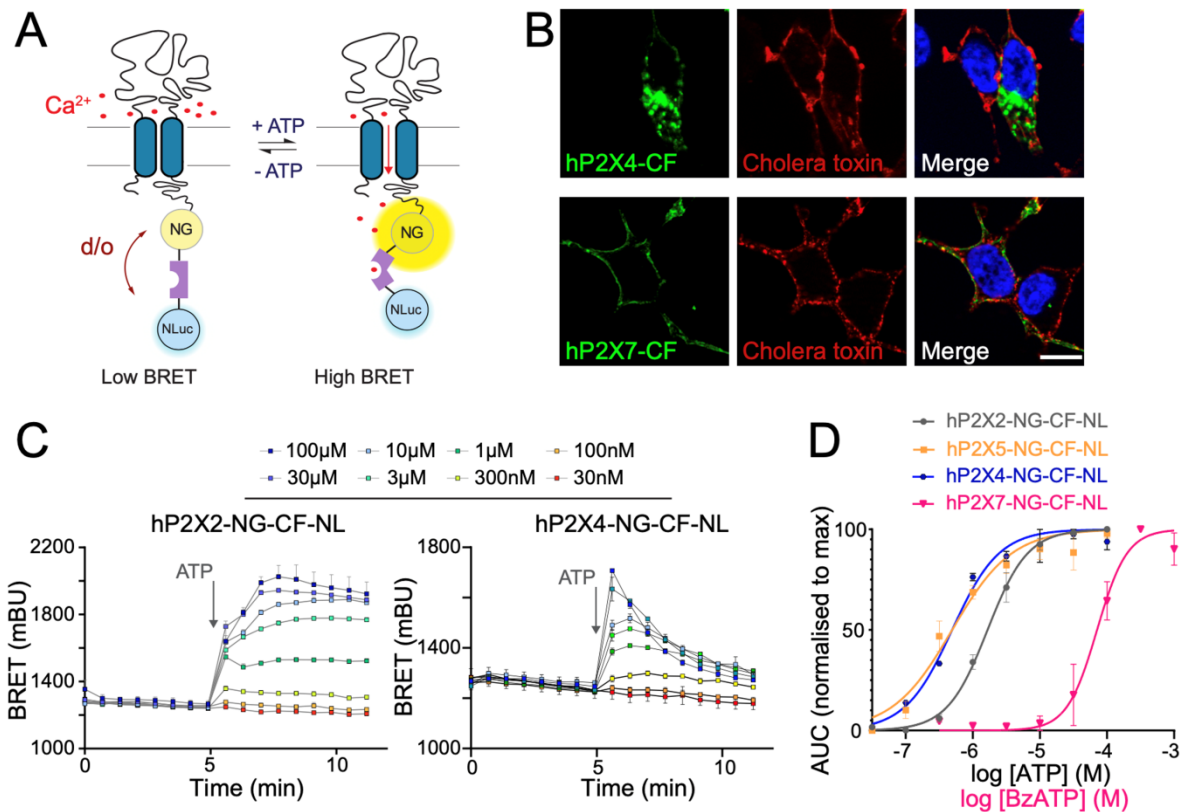 A
Ca²⁺
+ ATP
- ATP
d/o
NG
NLuc
NG
NLuc
Low BRET
High BRET
B
hP2X4-CF
Cholera toxin
Merge
hP2X7-CF
Cholera toxin
Merge
C
100µM 10µM 1µM 100nM
30µM 3µM 300nM 30nM
hP2X2-NG-CF-NL
2200
1800
1400
1000
BRET (mBU)
ATP
0 5 10
Time (min)
hP2X4-NG-CF-NL
1800
1400
1000
BRET (mBU)
ATP
0 5 10
Time (min)
D
hP2X2-NG-CF-NL
hP2X5-NG-CF-NL
hP2X4-NG-CF-NL
hP2X7-NG-CF-NL
100
50
0
AUC (normalised to max)
-7 -6 -5 -4 -3
log [ATP] (M)
log [BzATP] (M)